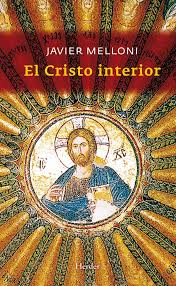 JAVIER MELLONI
El Cristo interior
Herder